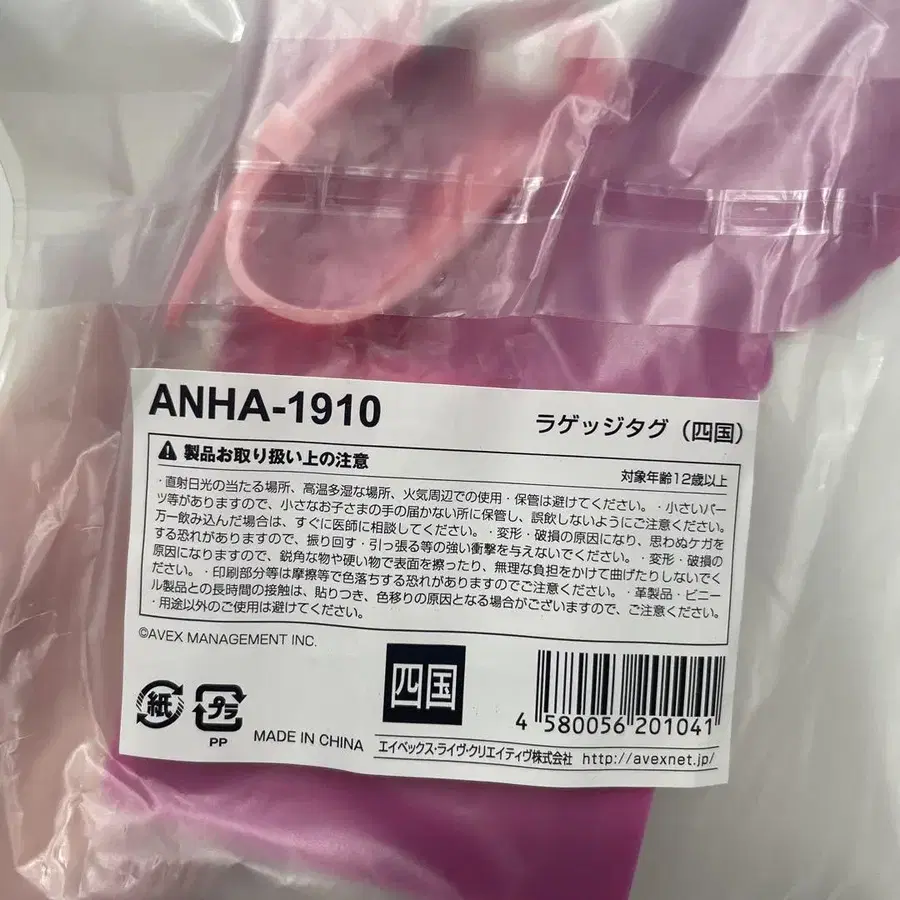 ANHA-1910
ラゲッジタグ（四国）
製品お取り扱い上の注意
対象年齢12歳以上
・直射日光の当たる場所、高温多湿な場所、火気周辺での使用・保管は避けてください。・小さいパー
ツ等がありますので、小さなお子さまの手の届かない所に保管し、誤飲しないようにご注意ください。
万一飲み込んだ場合は、すぐに医師に相談してください。・変形・破損の原因になり、思わぬケガを
する恐れがありますので、振り回す・引っ張る等の強い衝撃を与えないでください。・変形・破損の
原因になりますので、鋭角な物や硬い物で表面を擦ったり、無理な負担をかけて曲げたりしないでく
ださい。・印刷部分等は摩擦等で色落ちする恐れがありますのでご注意ください。・革製品・ビニー
ル製品との長時間の接触は、貼りつき、色移りの原因となる場合がございますので、ご注意ください。
・用途以外のご使用は避けてください。
©AVEX MANAGEMENT INC.
紙
プラ
PP
MADE IN CHINA
四国
4 580056 201041
エイベックス・ライヴ・クリエイティヴ株式会社 http://avexnet.jp/